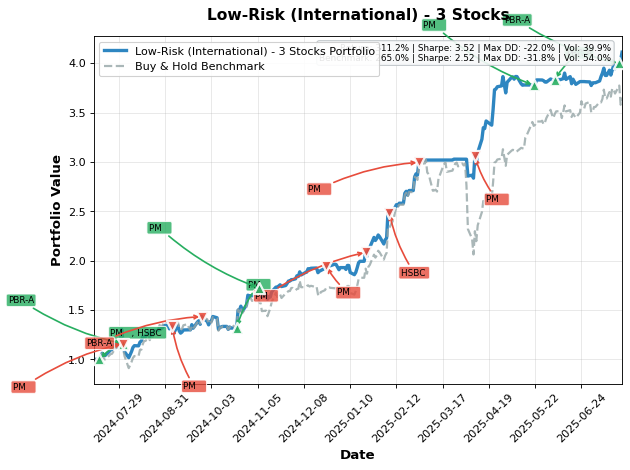 Low-Risk (International) - 3 Stocks
PM
PBR-A
Low-Risk (International) - 3 Stocks Portfolio
Buy & Hold Benchmark
11.2% | Sharpe: 3.52 | Max DD: -22.0% | Vol: 39.9%
65.0% | Sharpe: 2.52 | Max DD: -31.8% | Vol: 54.0%
4.0
3.5
3.0
2.5
2.0
1.5
1.0
Portfolio Value
PM
PM
PM
HSBC
PBR-A
PM
PM
PM
PM , HSBC
PBR-A
PM
PM
2024-07-29
2024-08-31
2024-10-03
2024-11-05
2024-12-08
2025-01-10
2025-02-12
2025-03-17
2025-04-19
2025-05-22
2025-06-24
Date